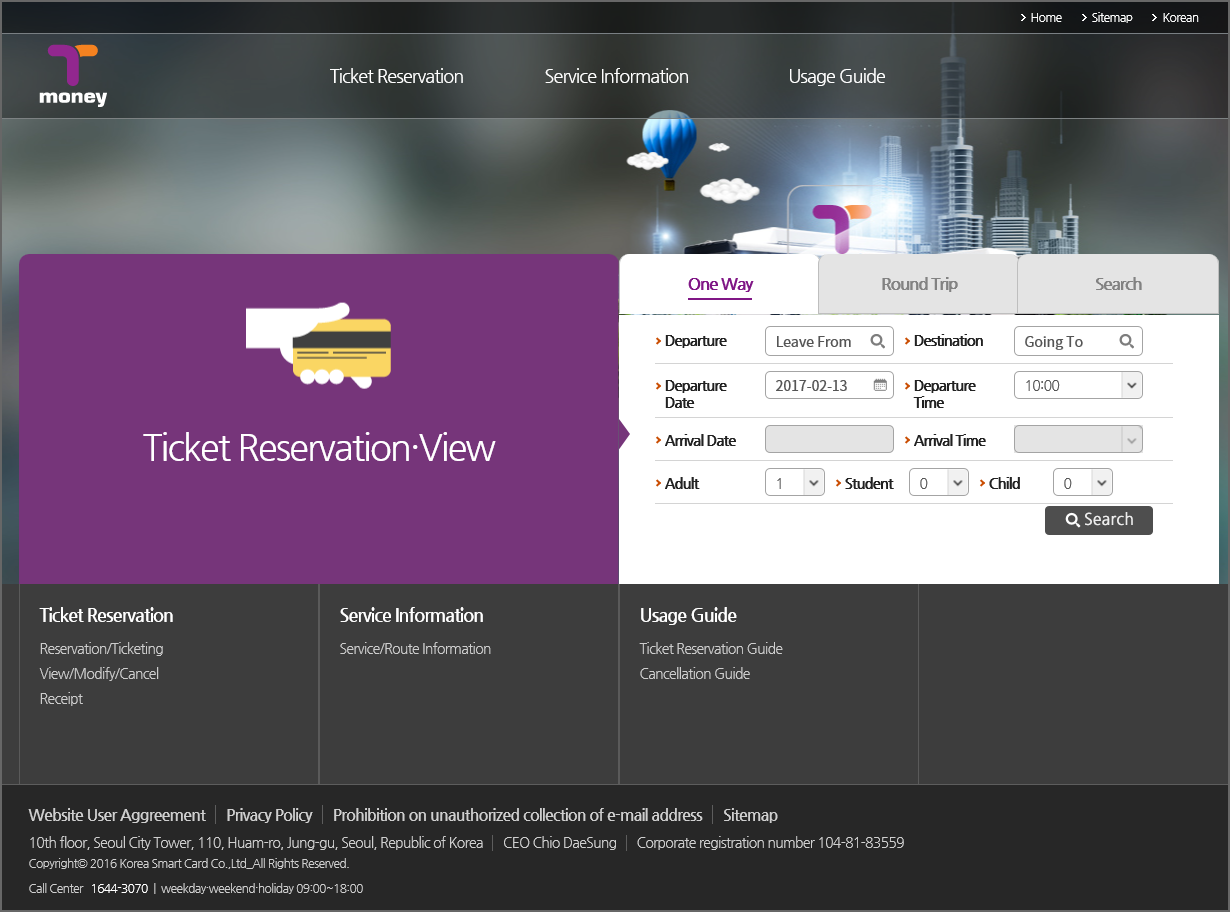 Home Sitemap Korean
T money
Ticket Reservation Service Information Usage Guide
Ticket Reservation·View
One Way Round Trip Search
Departure Leave From Destination Going To
Departure Date 2017-02-13 Departure Time 10:00
Arrival Date Arrival Time
Adult 1 Student 0 Child 0
Search
Ticket Reservation
Reservation/Ticketing
View/Modify/Cancel
Receipt
Service Information
Service/Route Information
Usage Guide
Ticket Reservation Guide
Cancellation Guide
Website User Aggreement | Privacy Policy | Prohibition on unauthorized collection of e-mail address | Sitemap
10th floor, Seoul City Tower, 110, Huam-ro, Jung-gu, Seoul, Republic of Korea | CEO Chio DaeSung | Corporate registration number 104-81-83559
Copyright© 2016 Korea Smart Card Co.,Ltd_All Rights Reserved.
Call Center 1644-3070 | weekday·weekend·holiday 09:00~18:00